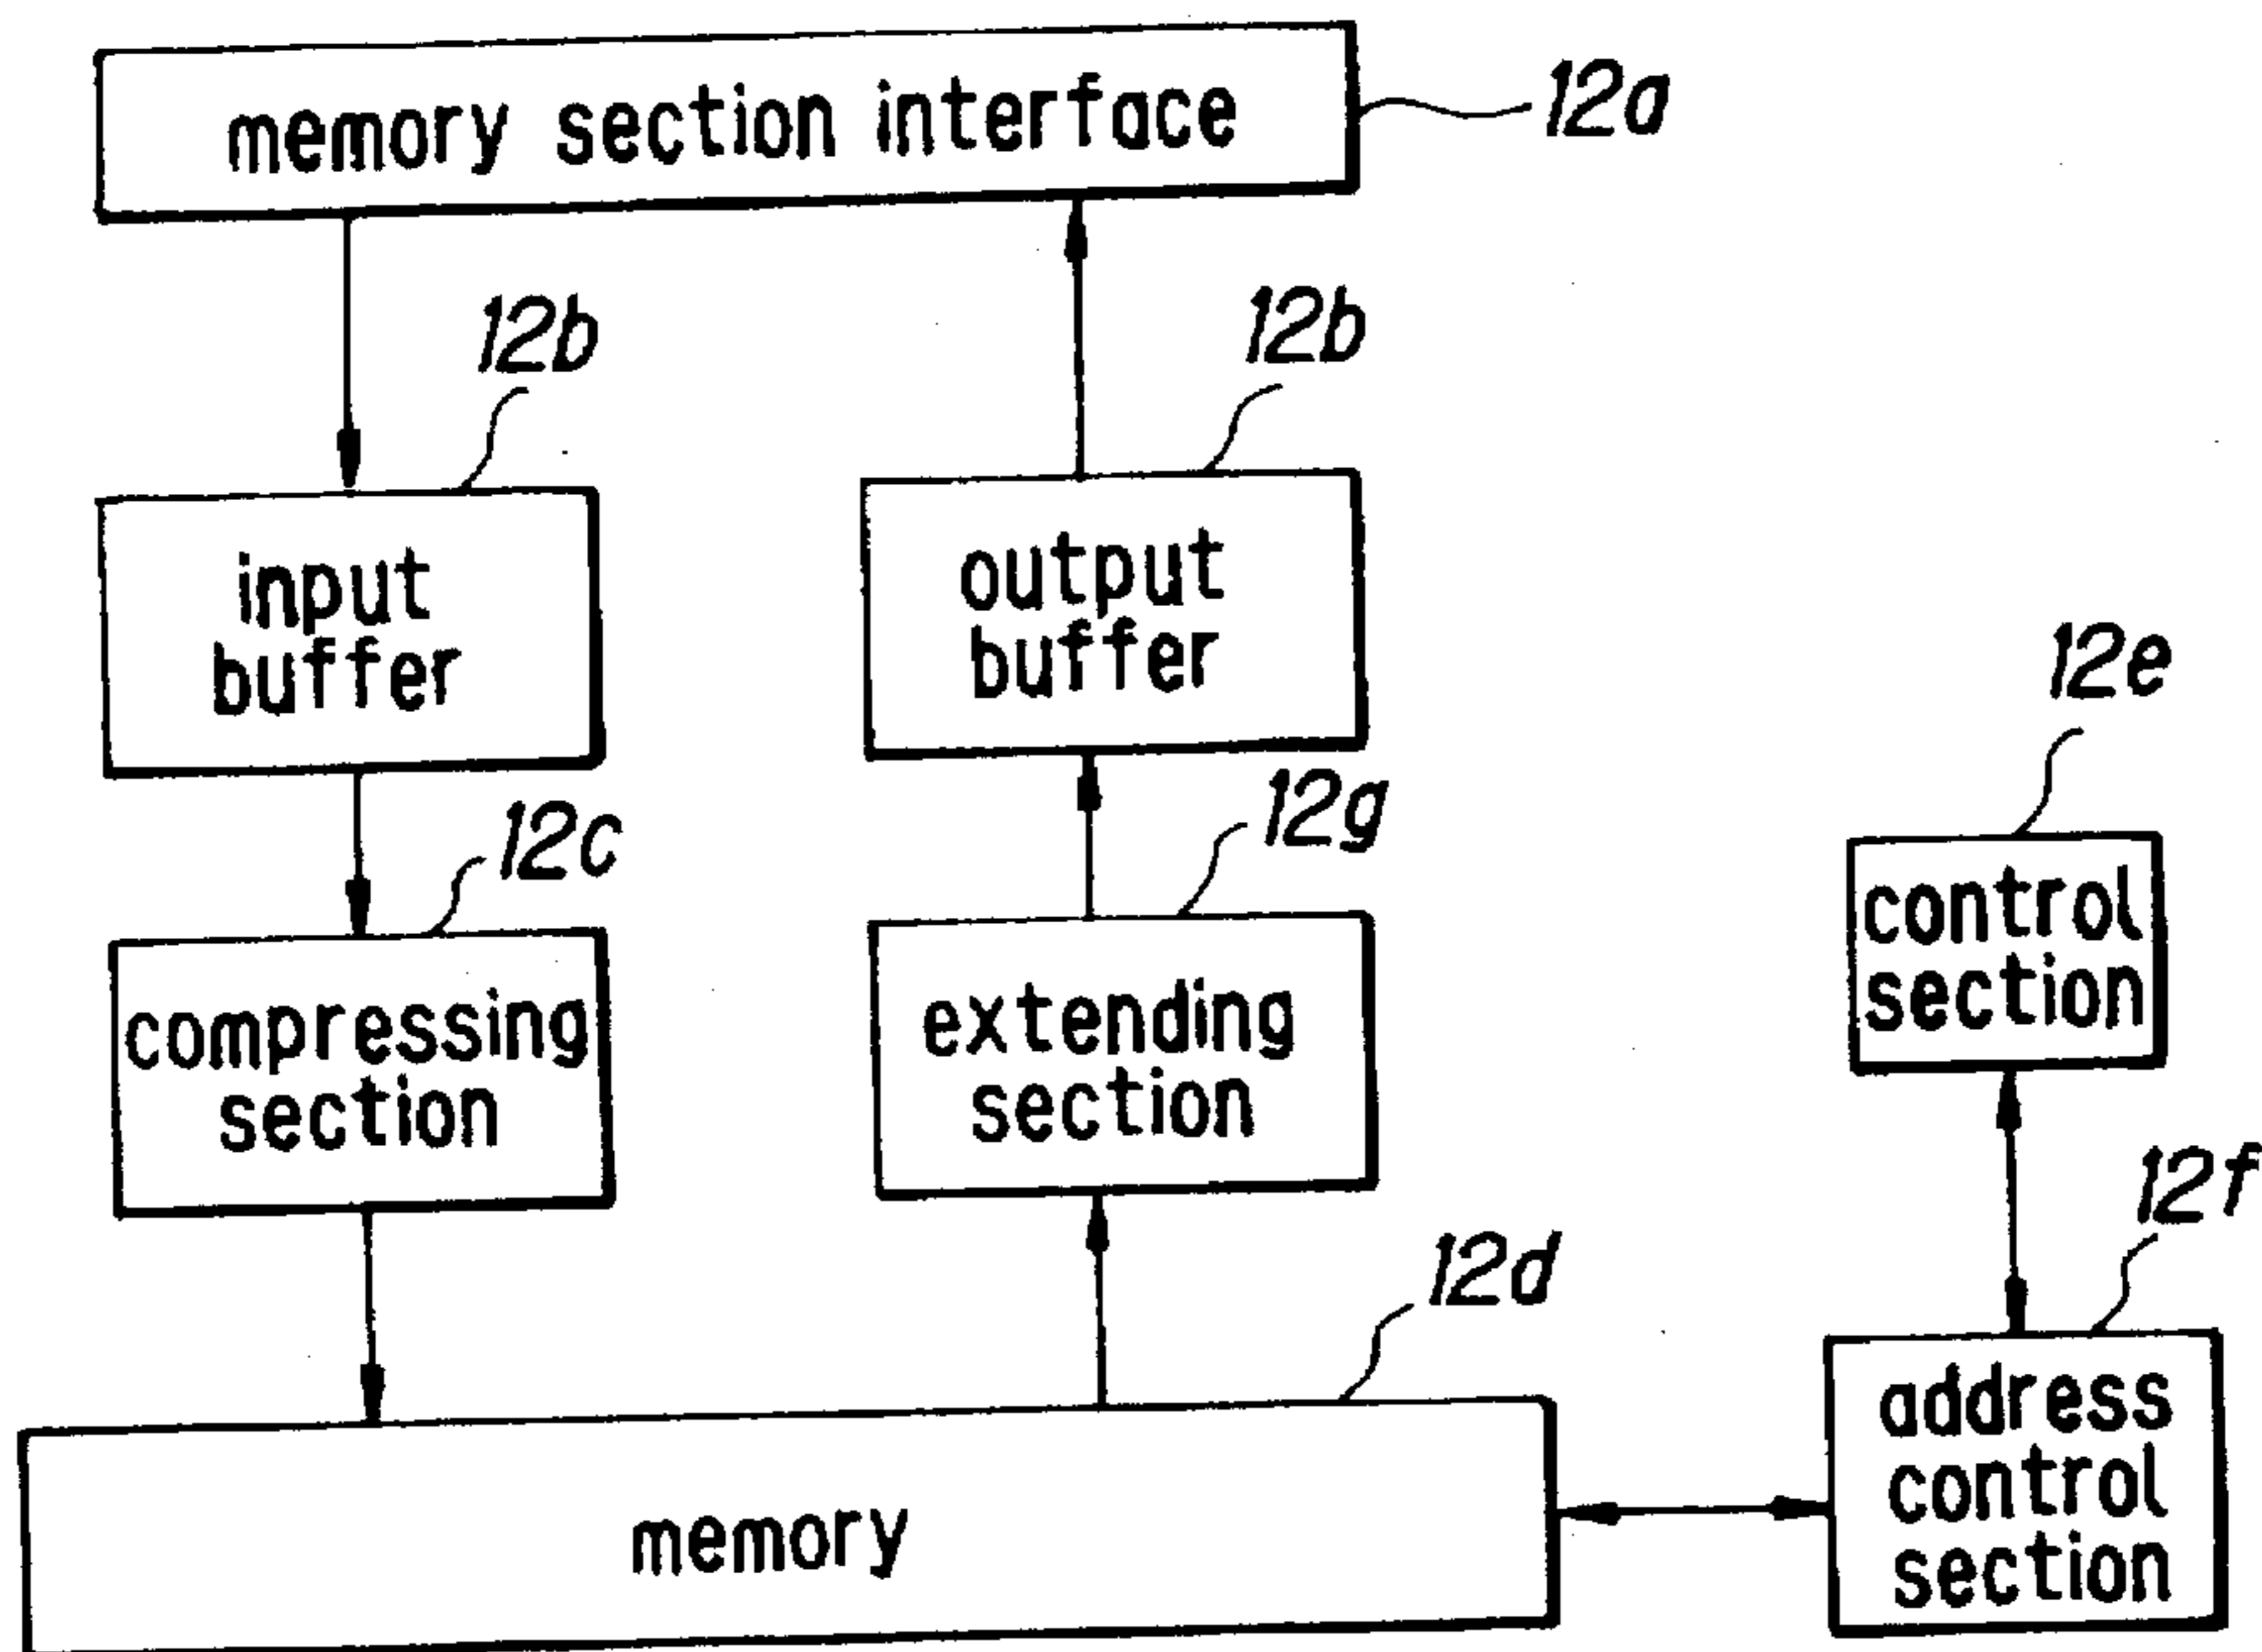 memory section interface
12a
12b
12b
input
buffer
output
buffer
12e
12c
12g
control
section
compressing
section
extending
section
12f
12d
address
control
section
memory